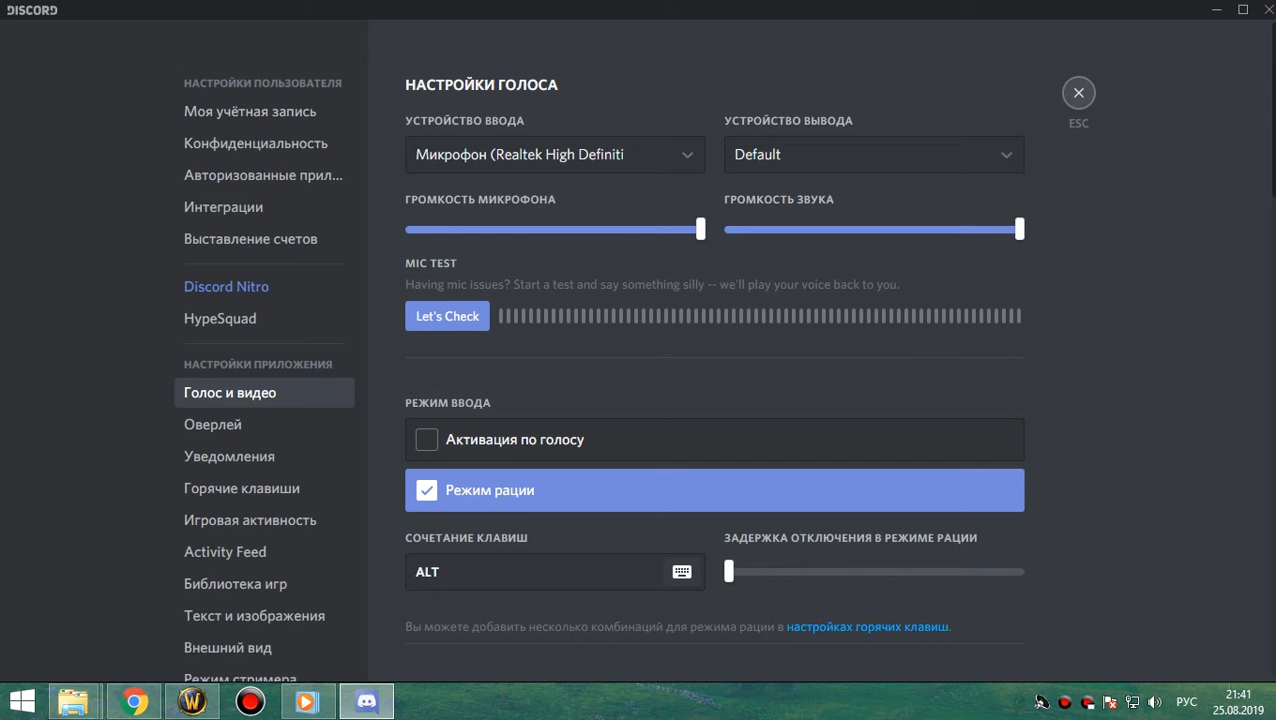 DISCORD
НАСТРОЙКИ ПОЛЬЗОВАТЕЛЯ
Моя учётная запись
Конфиденциальность
Авторизованные прил...
Интеграции
Выставление счетов
Discord Nitro
HypeSquad
НАСТРОЙКИ ПРИЛОЖЕНИЯ
Голос и видео
Оверлей
Уведомления
Горячие клавиши
Игровая активность
Activity Feed
Библиотека игр
Текст и изображения
Внешний вид
Режим стримера
НАСТРОЙКИ ГОЛОСА
УСТРОЙСТВО ВВОДА
Микрофон (Realtek High Definiti
УСТРОЙСТВО ВЫВОДА
Default
ГРОМКОСТЬ МИКРОФОНА
ГРОМКОСТЬ ЗВУКА
MIC TEST
Having mic issues? Start a test and say something silly -- we'll play your voice back to you.
Let's Check
РЕЖИМ ВВОДА
Активация по голосу
Режим рации
СОЧЕТАНИЕ КЛАВИШ
ALT
ЗАДЕРЖКА ОТКЛЮЧЕНИЯ В РЕЖИМЕ РАЦИИ
Вы можете добавить несколько комбинаций для режима рации в настройках горячих клавиш.
ESC
РУС
21:41
25.08.2019